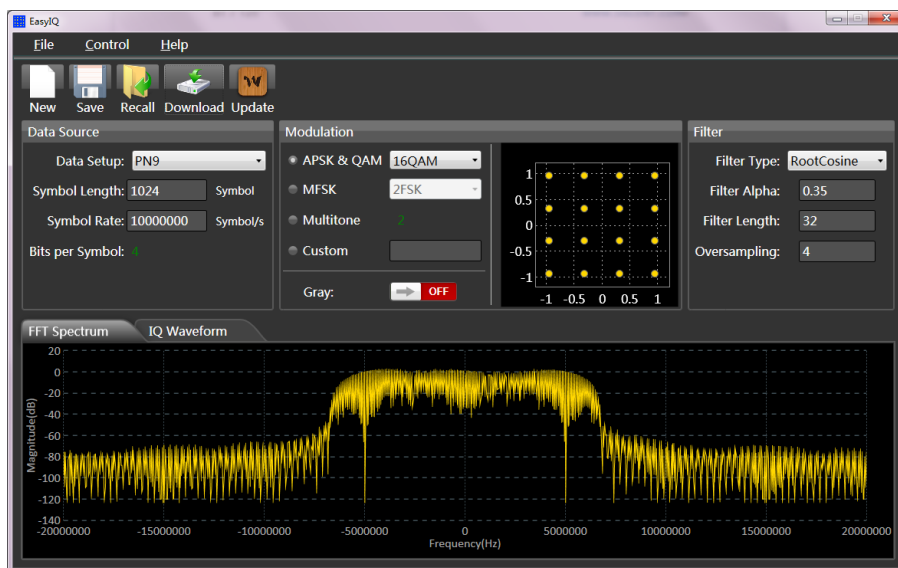 EasyIQ
File Control Help
New Save Recall Download Update
Data Source
Data Setup: PN9
Symbol Length: 1024 Symbol
Symbol Rate: 10000000 Symbol/s
Bits per Symbol: 4
Modulation
APSK & QAM 16QAM
MFSK 2FSK
Multitone 2
Custom
Gray: OFF
1
0.5
0
-0.5
-1
-1 -0.5 0 0.5 1
Filter
Filter Type: RootCosine
Filter Alpha: 0.35
Filter Length: 32
Oversampling: 4
FFT Spectrum IQ Waveform
Magnitude(dB)
20
0
-20
-40
-60
-80
-100
-120
-140
-20000000 -15000000 -10000000 -5000000 0 5000000 10000000 15000000 20000000
Frequency(Hz)